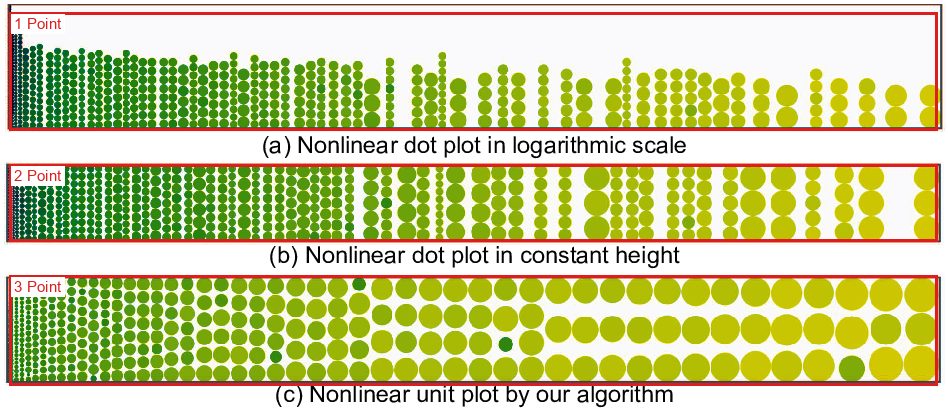 1 Point
(a) Nonlinear dot plot in logarithmic scale
2 Point
(b) Nonlinear dot plot in constant height
3 Point
(c) Nonlinear unit plot by our algorithm